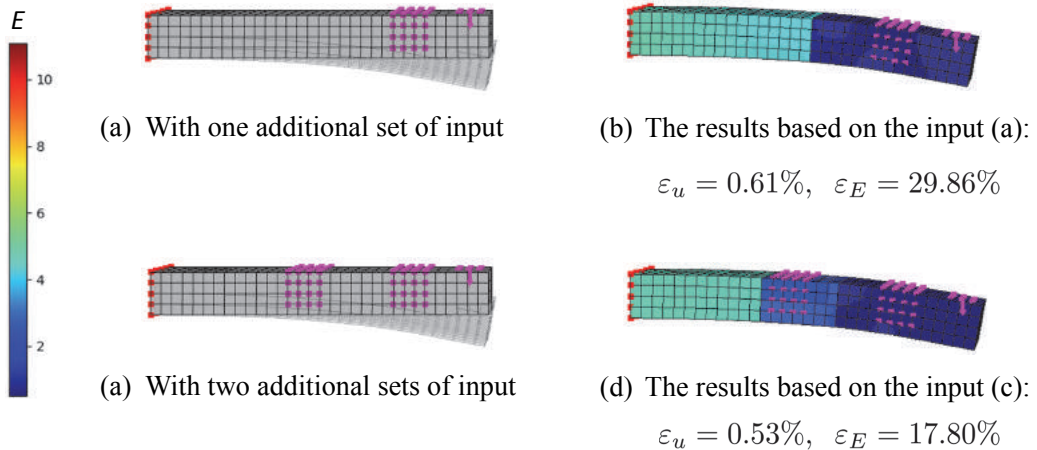 E
10
8
6
4
2
(a) With one additional set of input
(b) The results based on the input (a):
εu = 0.61%, εE = 29.86%
(a) With two additional sets of input
(d) The results based on the input (c):
εu = 0.53%, εE = 17.80%